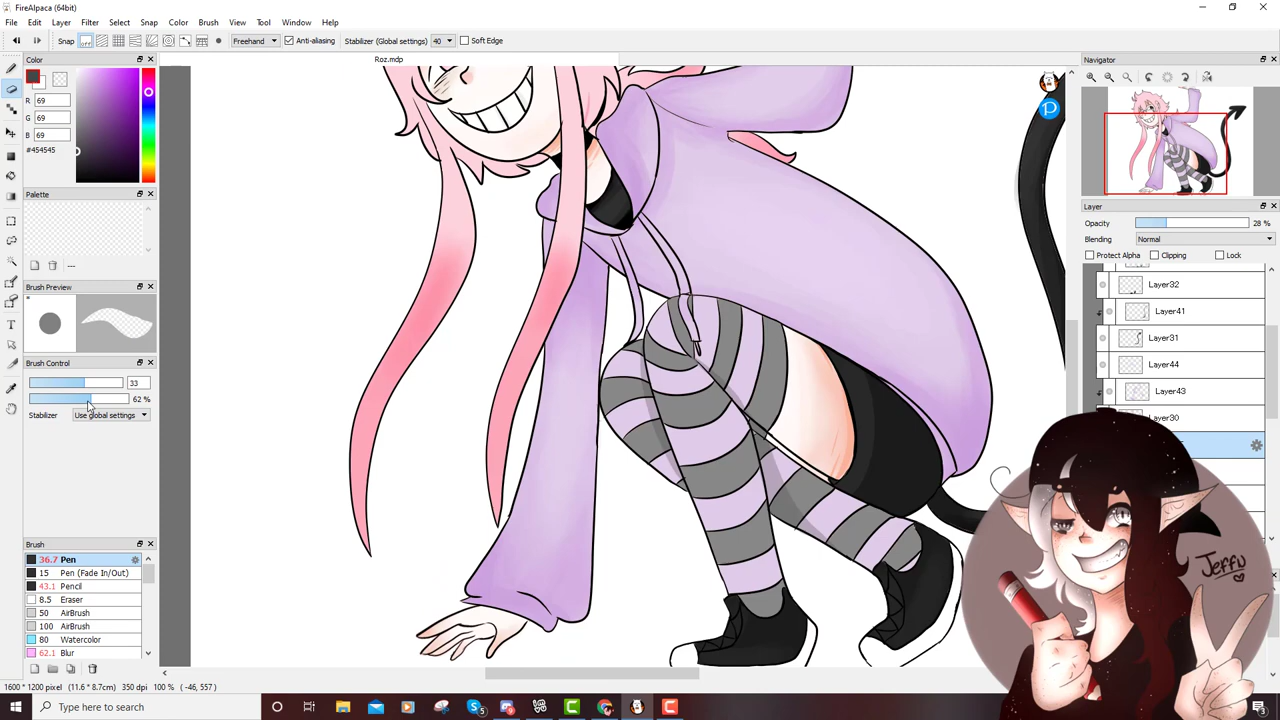 FireAlpaca (64bit)
File Edit Layer Filter Select Snap Color Brush View Tool Window Help
Snap OFF Freehand Anti-aliasing Stabilizer (Global settings) 40 Soft Edge
Color
Roz.mdp
Navigator
R 69
G 69
B 69
#454545
Palette
---
Brush Preview
Brush Control
33
62 %
Stabilizer Use global settings
Brush
36.7 Pen
15 Pen (Fade In/Out)
43.1 Pencil
8.5 Eraser
50 AirBrush
100 AirBrush
80 Watercolor
62.1 Blur
Layer
Opacity 28 %
Blending Normal
Protect Alpha Clipping Lock
Layer32
Layer41
Layer31
Layer44
Layer43
Layer30
Jeffu
1600 * 1200 pixel (11.6 * 8.7cm) 350 dpi 100 % ( -46, 557 )
Type here to search